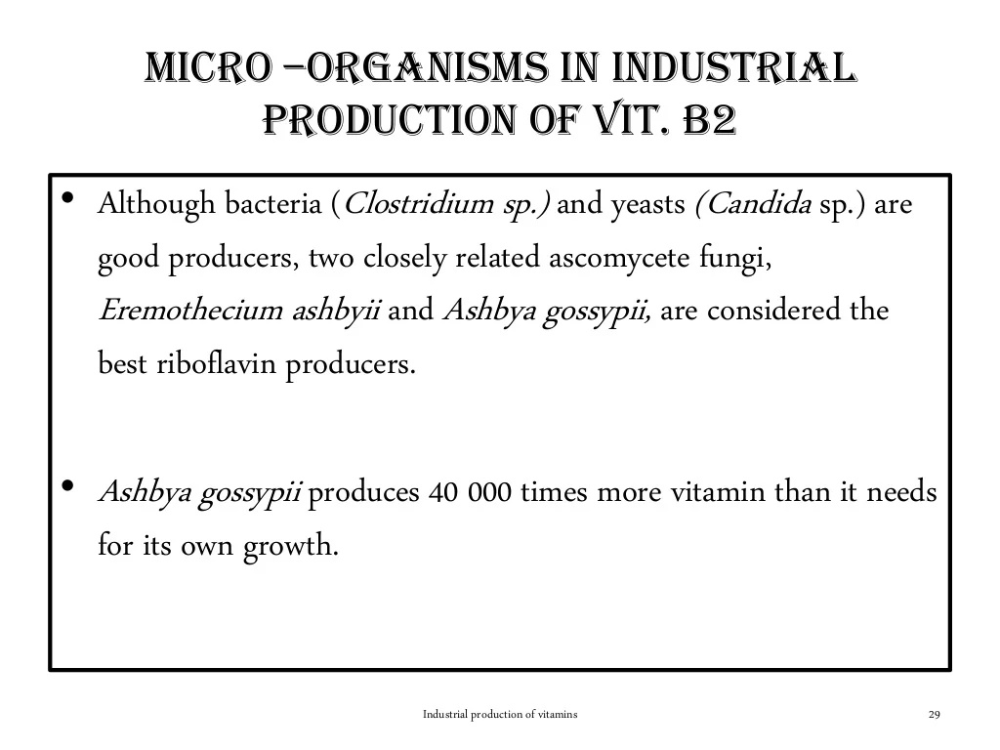 MICRO –ORGANISMS IN INDUSTRIAL
PRODUCTION OF VIT. B2
• Although bacteria (Clostridium sp.) and yeasts (Candida sp.) are
good producers, two closely related ascomycete fungi,
Eremothecium ashbyii and Ashbya gossypii, are considered the
best riboflavin producers.
• Ashbya gossypii produces 40 000 times more vitamin than it needs
for its own growth.
Industrial production of vitamins
29